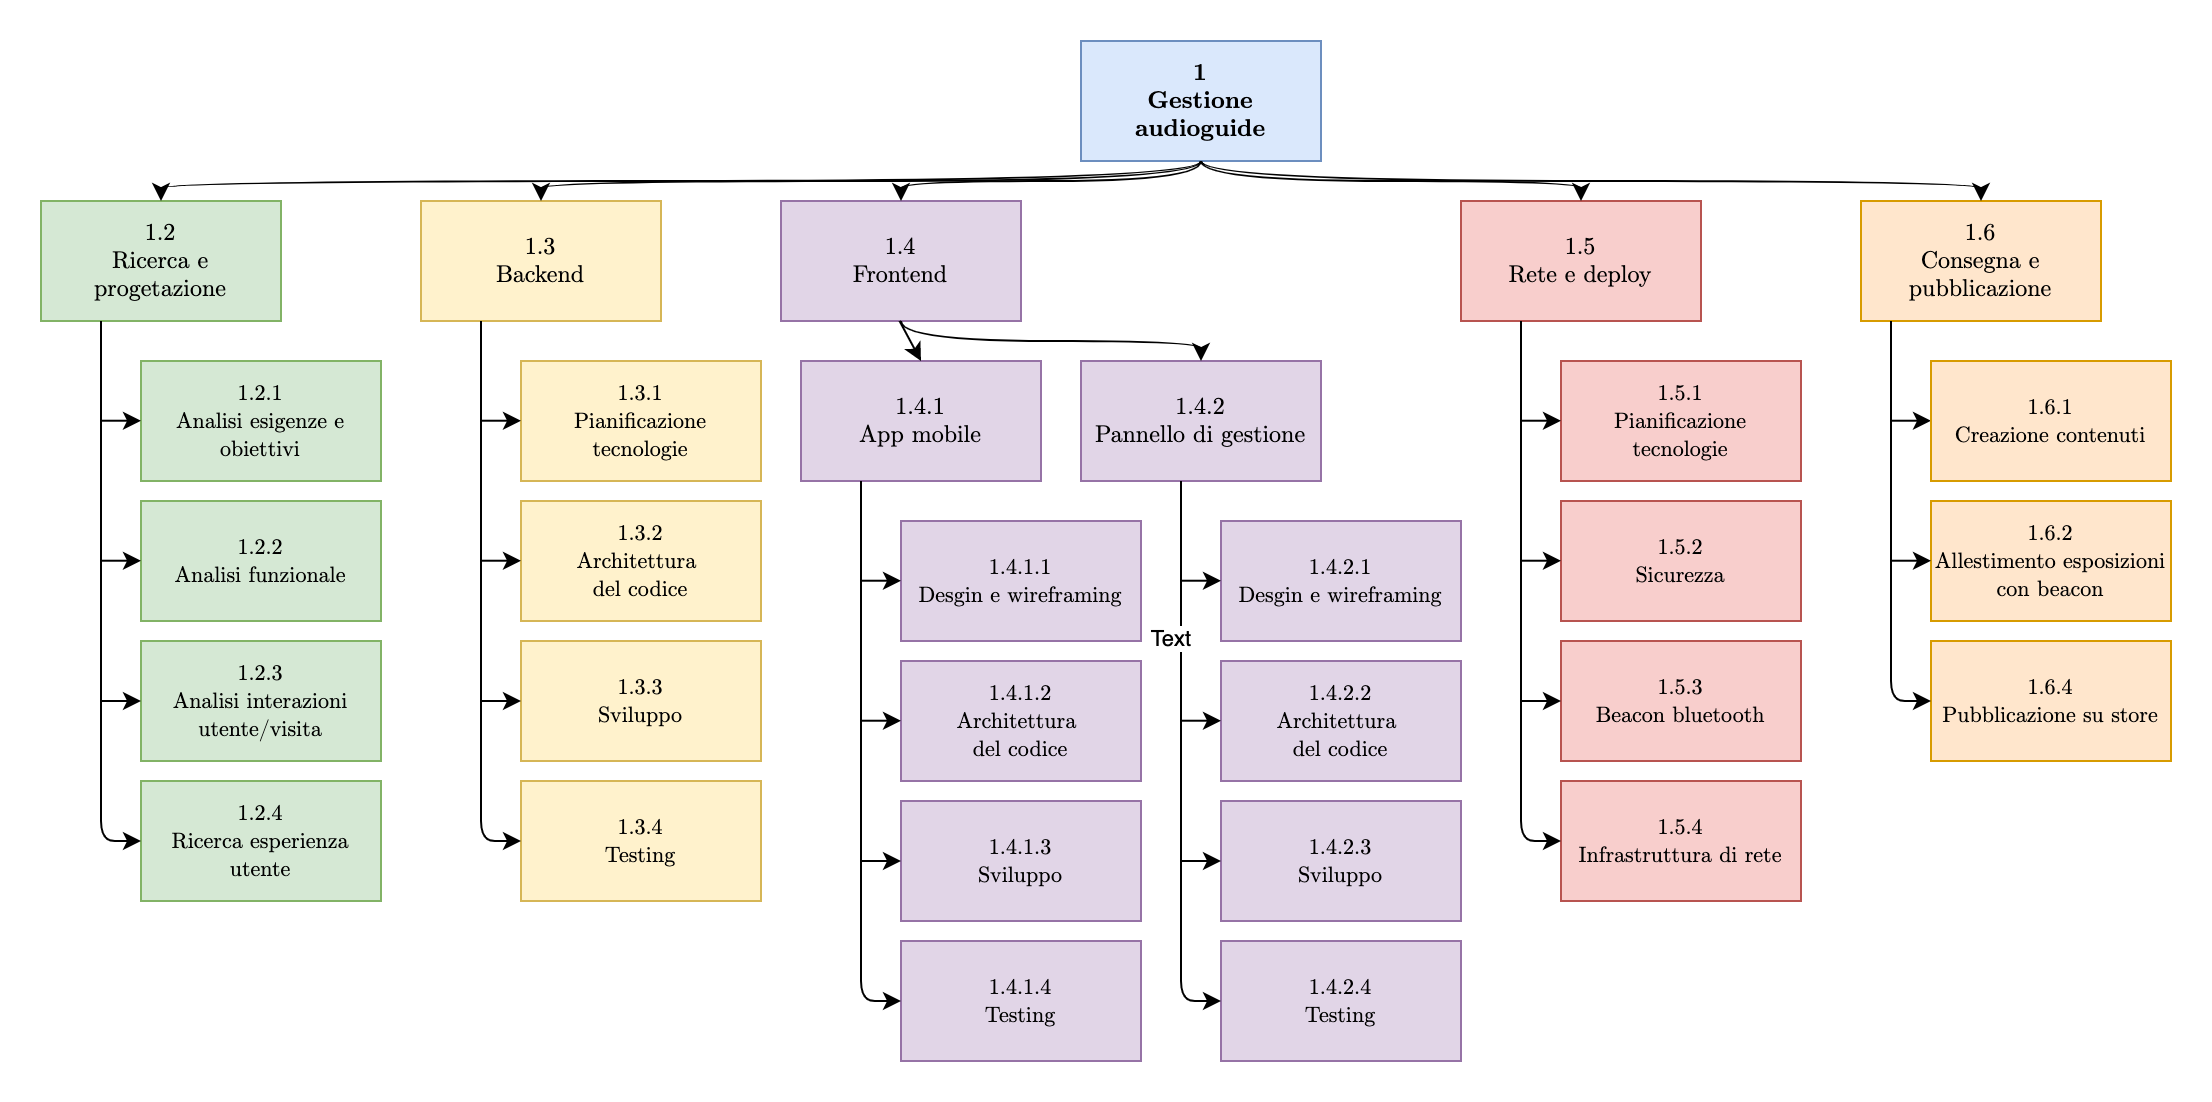 1
Gestione
audioguide
1.2
Ricerca e
progetazione
1.3
Backend
1.4
Frontend
1.5
Rete e deploy
1.6
Consegna e
pubblicazione
1.2.1
Analisi esigenze e
obiettivi
1.2.2
Analisi funzionale
1.2.3
Analisi interazioni
utente/visita
1.2.4
Ricerca esperienza
utente
1.3.1
Pianificazione
tecnologie
1.3.2
Architettura
del codice
1.3.3
Sviluppo
1.3.4
Testing
1.4.1
App mobile
1.4.1.1
Desgin e wireframing
1.4.1.2
Architettura
del codice
1.4.1.3
Sviluppo
1.4.1.4
Testing
1.4.2
Pannello di gestione
Text
1.4.2.1
Desgin e wireframing
1.4.2.2
Architettura
del codice
1.4.2.3
Sviluppo
1.4.2.4
Testing
1.5.1
Pianificazione
tecnologie
1.5.2
Sicurezza
1.5.3
Beacon bluetooth
1.5.4
Infrastruttura di rete
1.6.1
Creazione contenuti
1.6.2
Allestimento esposizioni
con beacon
1.6.4
Pubblicazione su store